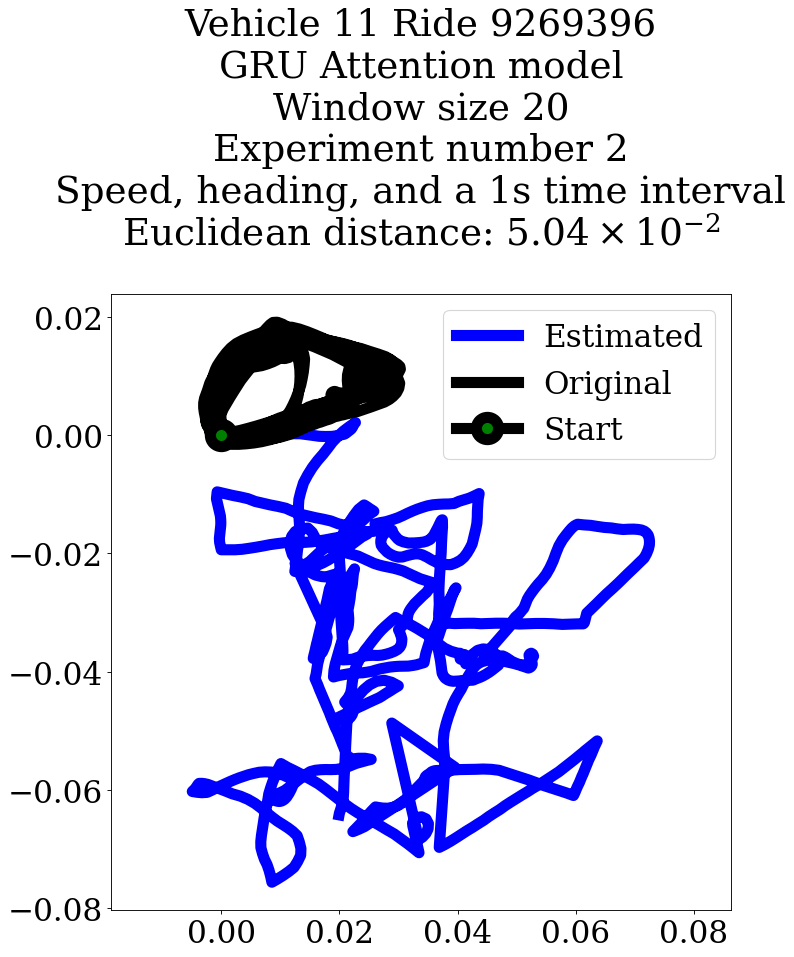 Vehicle 11 Ride 9269396
GRU Attention model
Window size 20
Experiment number 2
Speed, heading, and a 1s time interval
Euclidean distance: 5.04 × 10⁻²
0.02
0.00
−0.02
−0.04
−0.06
−0.08
Estimated
Original
Start
0.00 0.02 0.04 0.06 0.08